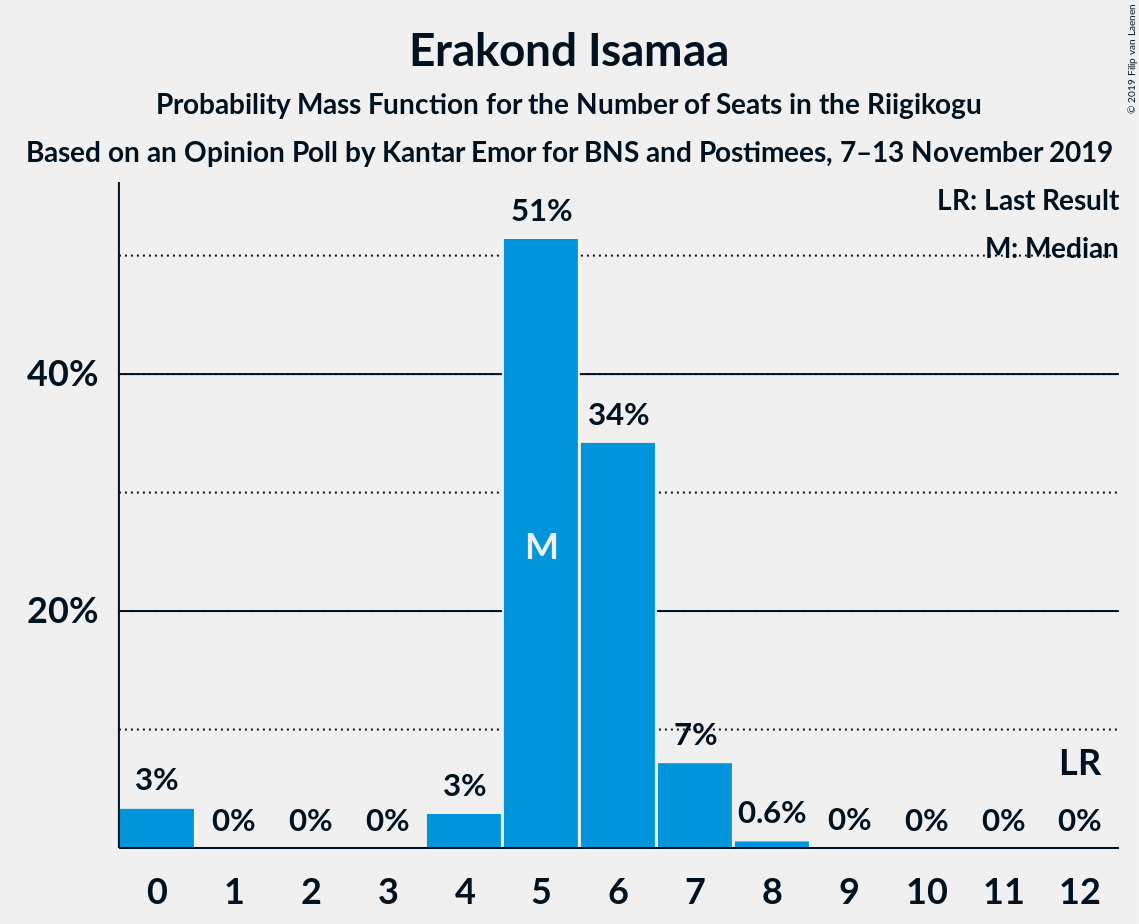 Erakond Isamaa
Probability Mass Function for the Number of Seats in the Riigikogu
Based on an Opinion Poll by Kantar Emor for BNS and Postimees, 7–13 November 2019
© 2019 Filip van Laenen
LR: Last Result
M: Median
51%
40%
34%
M
20%
7%
LR
3%
0%
0%
0%
3%
0.6%
0%
0%
0%
0%
0 1 2 3 4 5 6 7 8 9 10 11 12